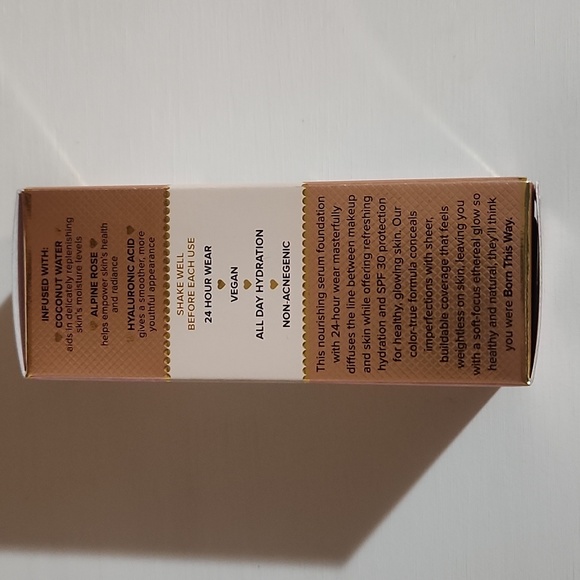 INFUSED WITH:
COCONUT WATER
aids in delicately replenishing
skin's moisture levels
ALPINE ROSE
helps empower skin's health
and radiance
HYALURONIC ACID
gives a smoother, more
youthful appearance
SHAKE WELL
BEFORE EACH USE
24 HOUR WEAR
VEGAN
ALL DAY HYDRATION
NON-ACNEGENIC
This nourishing serum foundation
with 24-hour wear masterfully
diffuses the line between makeup
and skin while offering refreshing
hydration and SPF 30 protection
for healthy, glowing skin. Our
color-true formula conceals
imperfections with sheer,
buildable coverage that feels
weightless on skin, leaving you
with a soft-focus ethereal glow so
healthy and natural, they'll think
you were Born This Way.